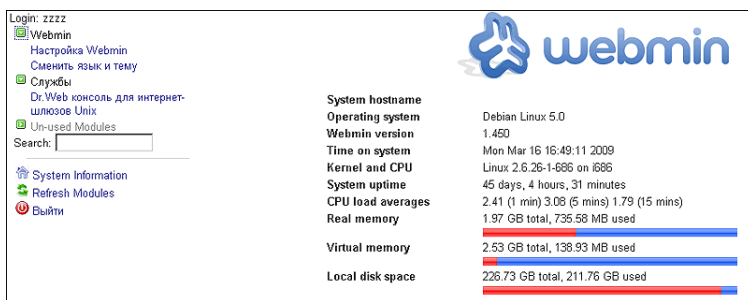 Login: zzzz
Webmin
Настройка Webmin
Сменить язык и тему
Службы
Dr.Web консоль для интернет-
шлюзов Unix
Un-used Modules
Search:
System Information
Refresh Modules
Выйти
webmin
System hostname
Operating system Debian Linux 5.0
Webmin version 1.450
Time on system Mon Mar 16 16:49:11 2009
Kernel and CPU Linux 2.6.26-1-686 on i686
System uptime 45 days, 4 hours, 31 minutes
CPU load averages 2.41 (1 min) 3.08 (5 mins) 1.79 (15 mins)
Real memory 1.97 GB total, 735.58 MB used
Virtual memory 2.53 GB total, 138.93 MB used
Local disk space 226.73 GB total, 211.76 GB used